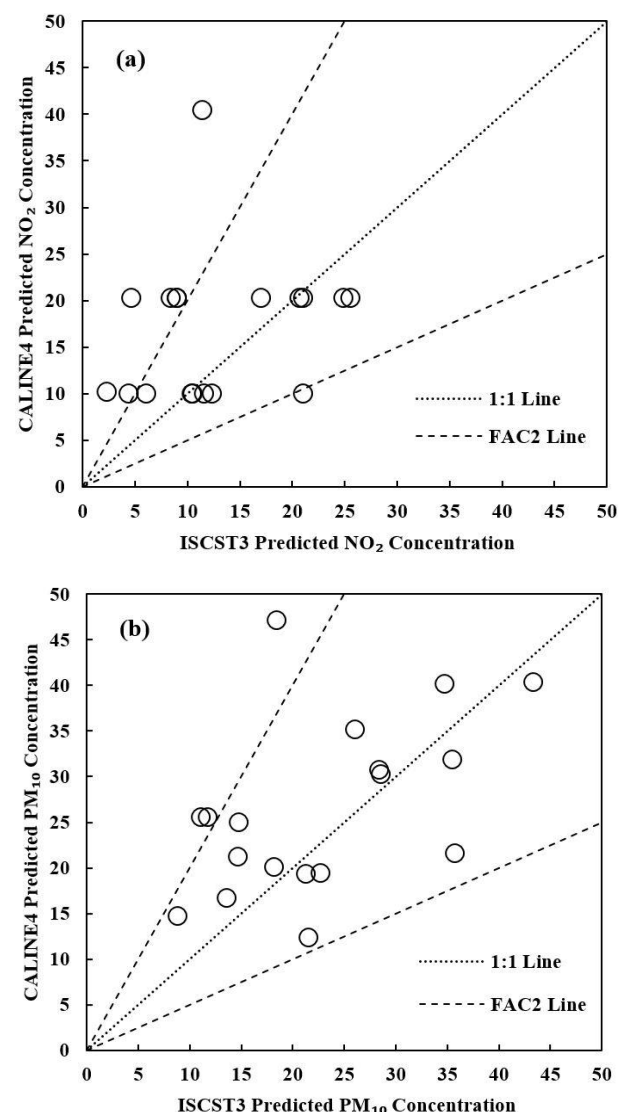 (a)
CALINE4 Predicted NO₂ Concentration
50
45
40
35
30
25
20
15
10
5
0
1:1 Line
FAC2 Line
0 5 10 15 20 25 30 35 40 45 50
ISCST3 Predicted NO₂ Concentration
(b)
CALINE4 Predicted PM₁₀ Concentration
50
45
40
35
30
25
20
15
10
5
0
1:1 Line
FAC2 Line
0 5 10 15 20 25 30 35 40 45 50
ISCST3 Predicted PM₁₀ Concentration